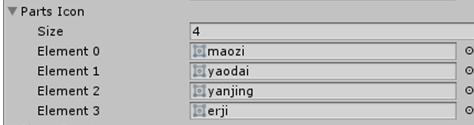 Parts Icon
Size 4
Element 0 maozi
Element 1 yaodai
Element 2 yanjing
Element 3 erji